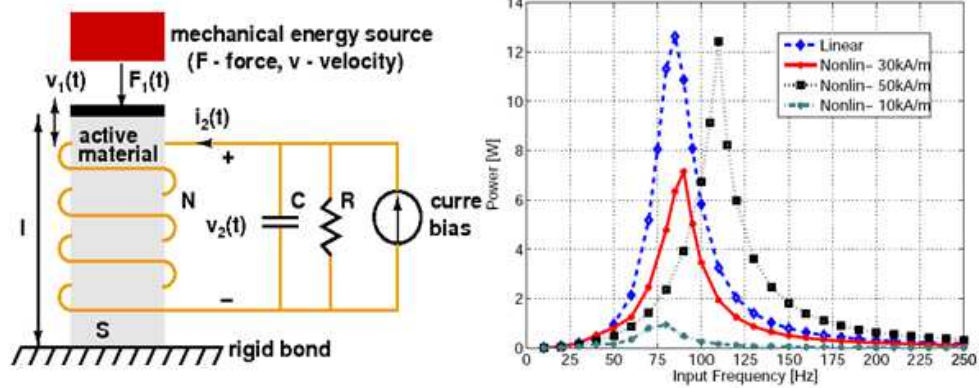 mechanical energy source
(F - force, v - velocity)
v₁(t)
F₁(t)
active
material
i₂(t)
+
N
l
v₂(t)
C
R
curre
bias
–
S
rigid bond
14
12
10
8
6
4
2
0
Power [W]
Linear
Nonlin– 30kA/m
Nonlin– 50kA/m
Nonlin– 10kA/m
0 25 50 75 100 125 150 175 200 225 250
Input Frequency [Hz]